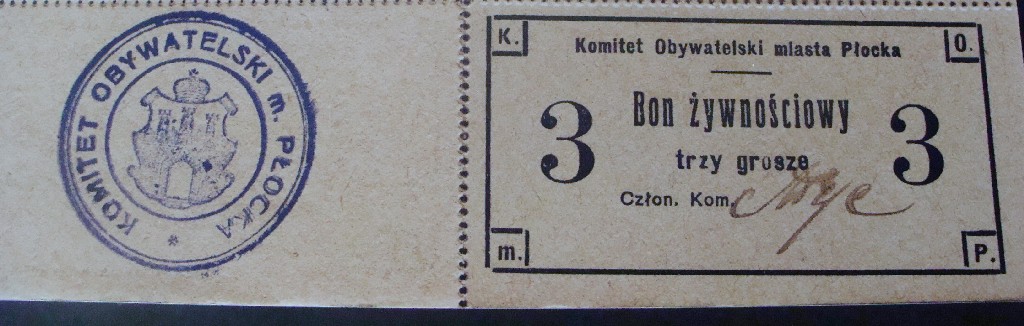 KOMITET OBYWATELSKI m. PŁOCKA *
K. O.
Komitet Obywatelski miasta Płocka
Bon żywnościowy
3 3
trzy grosze
Człon. Kom.
m. P.